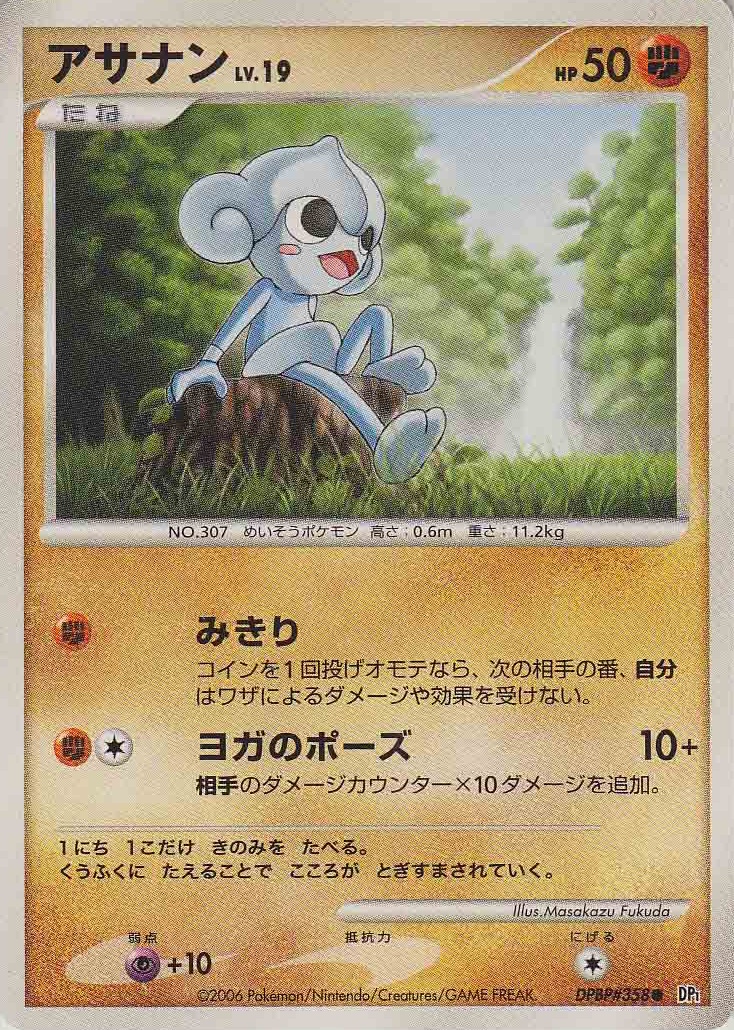 アサナン LV.19 HP 50
たね
NO.307 めいそうポケモン 高さ:0.6m 重さ:11.2kg
みきり
コインを1回投げオモテなら、次の相手の番、自分
はワザによるダメージや効果を受けない。
ヨガのポーズ 10+
相手のダメージカウンター×10ダメージを追加。
1にち 1こだけ きのみを たべる。
くうふくに たえることで こころが とぎすまされていく。
Illus.Masakazu Fukuda
弱点 抵抗力 にげる
+10
©2006 Pokémon/Nintendo/Creatures/GAME FREAK. DPBP#358● DP1